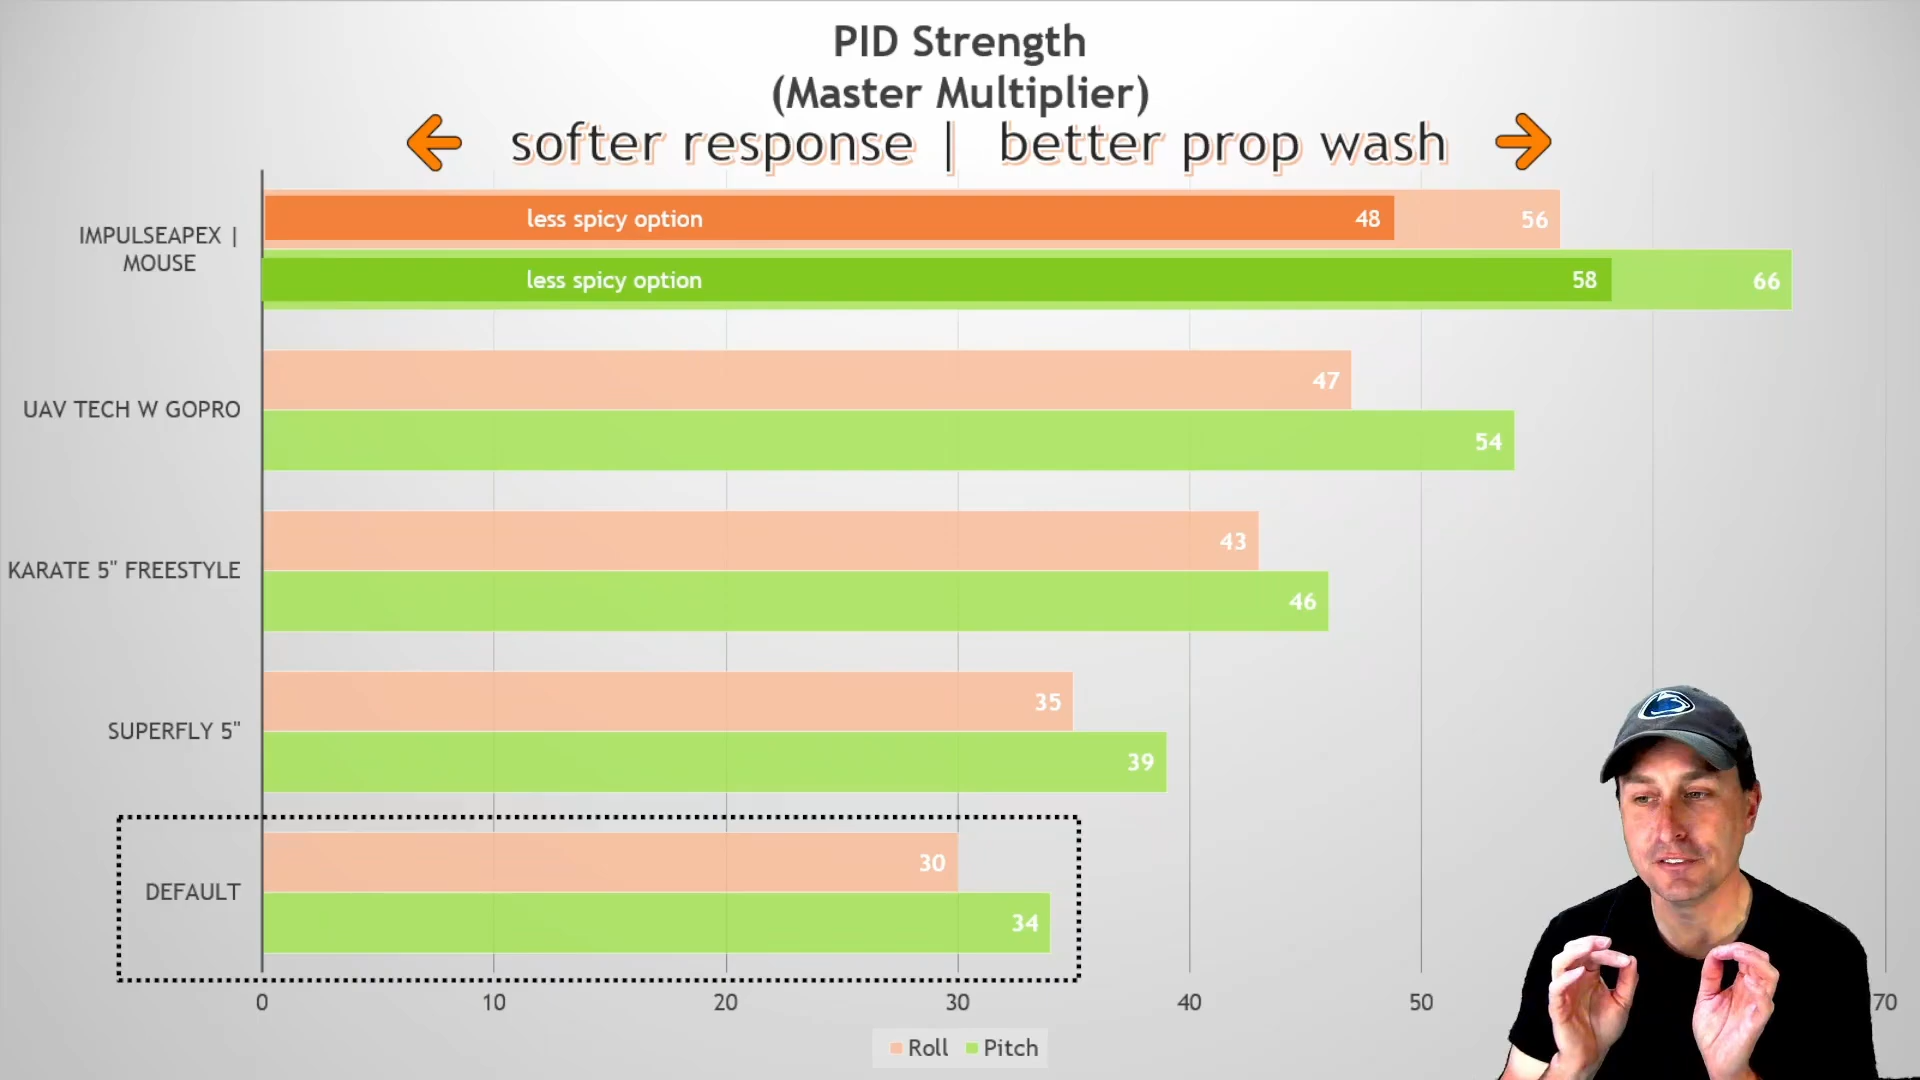 PID Strength
(Master Multiplier)
softer response | better prop wash
IMPULSEAPEX |
MOUSE
less spicy option 48 56
less spicy option 58 66
UAV TECH W GOPRO
47
54
KARATE 5" FREESTYLE
43
46
SUPERFLY 5"
35
39
DEFAULT
30
34
0 10 20 30 40 50 70
Roll Pitch